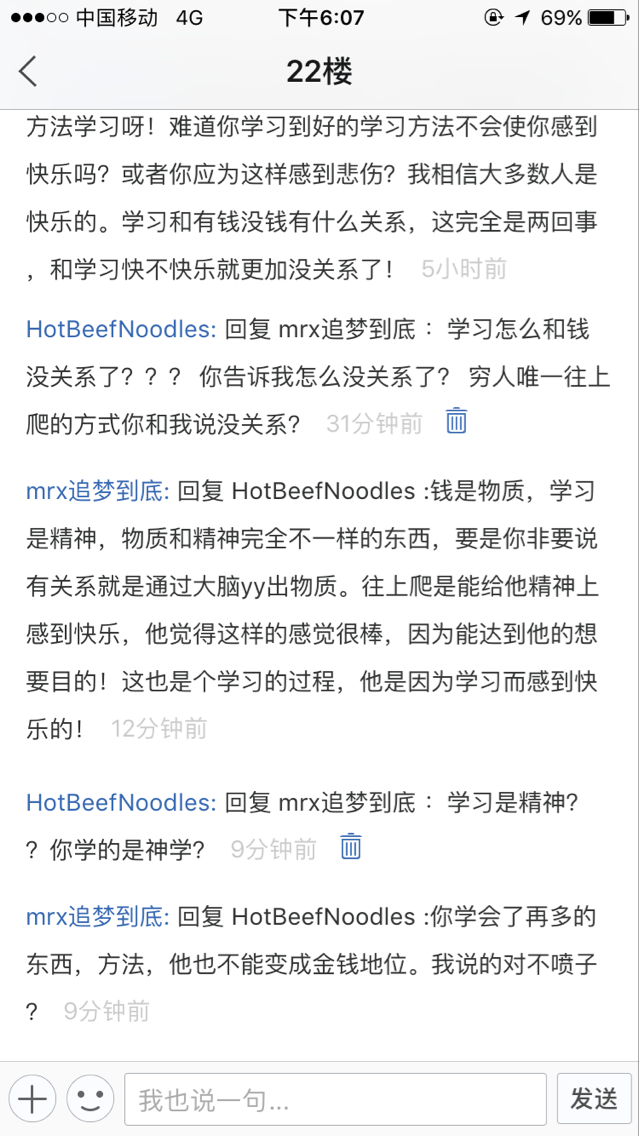 中国移动 4G 下午6:07 69%
22楼
方法学习呀！难道你学习到好的学习方法不会使你感到
快乐吗？或者你应为这样感到悲伤？我相信大多数人是
快乐的。学习和有钱没钱有什么关系，这完全是两回事
，和学习快不快乐就更加没关系了！ 5小时前
HotBeefNoodles: 回复 mrx追梦到底 ：学习怎么和钱
没关系了？？？ 你告诉我怎么没关系了？ 穷人唯一往上
爬的方式你和我说没关系？ 31分钟前
mrx追梦到底: 回复 HotBeefNoodles :钱是物质，学习
是精神，物质和精神完全不一样的东西，要是你非要说
有关系就是通过大脑yy出物质。往上爬是能给他精神上
感到快乐，他觉得这样的感觉很棒，因为能达到他的想
要目的！这也是个学习的过程，他是因为学习而感到快
乐的！ 12分钟前
HotBeefNoodles: 回复 mrx追梦到底 ：学习是精神？
？你学的是神学？ 9分钟前
mrx追梦到底: 回复 HotBeefNoodles :你学会了再多的
东西，方法，他也不能变成金钱地位。我说的对不喷子
？ 9分钟前
我也说一句... 发送